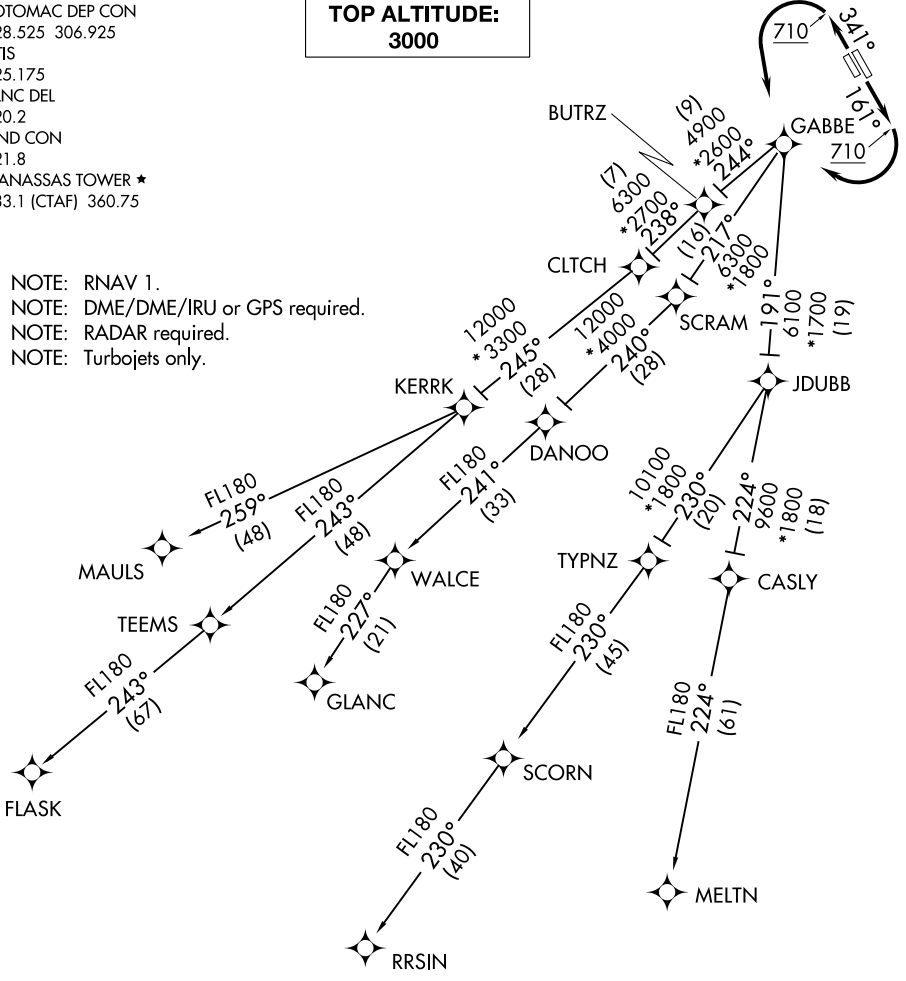 OTOMAC DEP CON
28.525 306.925
TIS
25.175
ANC DEL
20.2
ND CON
21.8
ANASSAS TOWER ★
33.1 (CTAF) 360.75
TOP ALTITUDE:
3000
NOTE: RNAV 1.
NOTE: DME/DME/IRU or GPS required.
NOTE: RADAR required.
NOTE: Turbojets only.
710
341°
161°
710
GABBE
BUTRZ
(9)
4900
*2600
244°
(7)
6300
*2700
238°
CLTCH
(16)
217°
6300
*1800
SCRAM
191°
6100
*1700
(19)
JDUBB
12000
*3300
245°
(28)
KERRK
12000
*4000
240°
(28)
DANOO
FL180
259°
(48)
MAULS
FL180
243°
(48)
TEEMS
FL180
241°
(33)
WALCE
FL180
227°
(21)
GLANC
10100
*1800
230°
(20)
TYPNZ
224°
9600
*1800
(18)
CASLY
FL180
243°
(67)
FLASK
FL180
230°
(45)
SCORN
FL180
224°
(61)
MELTN
FL180
230°
(40)
RRSIN